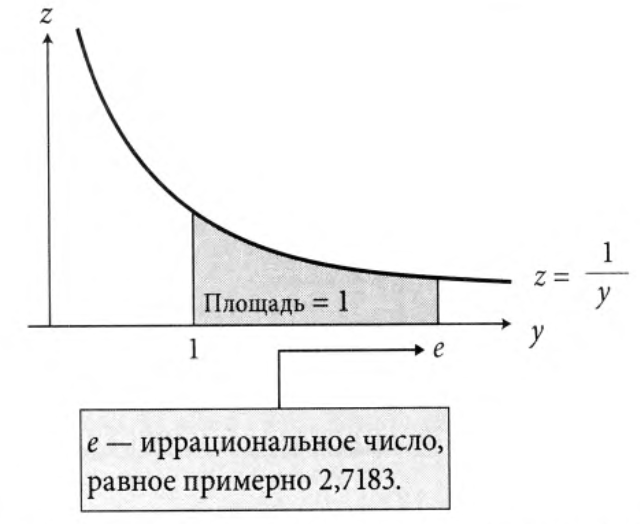 z
z = 1/y
Площадь = 1
y
1
e
e — иррациональное число,
равное примерно 2,7183.